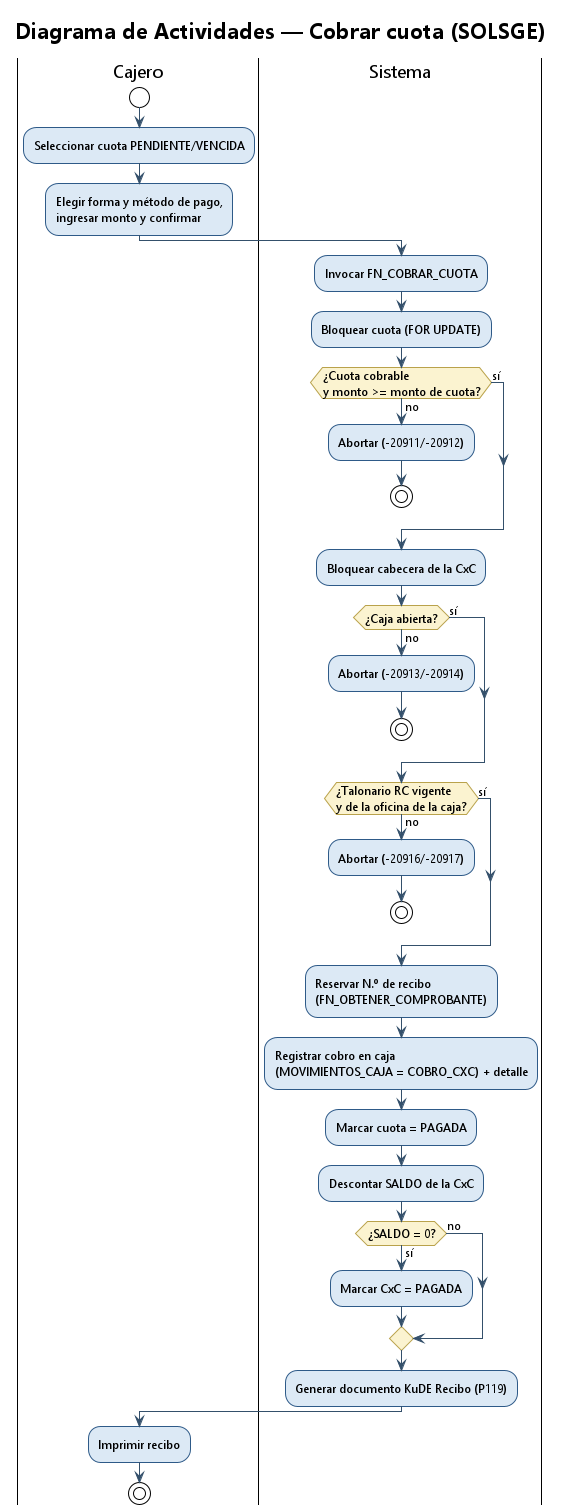 Diagrama de Actividades — Cobrar cuota (SOLSGE)
Cajero
Sistema
Seleccionar cuota PENDIENTE/VENCIDA
Elegir forma y método de pago,
ingresar monto y confirmar
Invocar FN_COBRAR_CUOTA
Bloquear cuota (FOR UPDATE)
¿Cuota cobrable
y monto >= monto de cuota?
sí
no
Abortar (-20911/-20912)
Bloquear cabecera de la CxC
¿Caja abierta?
sí
no
Abortar (-20913/-20914)
¿Talonario RC vigente
y de la oficina de la caja?
sí
no
Abortar (-20916/-20917)
Reservar N.º de recibo
(FN_OBTENER_COMPROBANTE)
Registrar cobro en caja
(MOVIMIENTOS_CAJA = COBRO_CXC) + detalle
Marcar cuota = PAGADA
Descontar SALDO de la CxC
¿SALDO = 0?
no
sí
Marcar CxC = PAGADA
Generar documento KuDE Recibo (P119)
Imprimir recibo